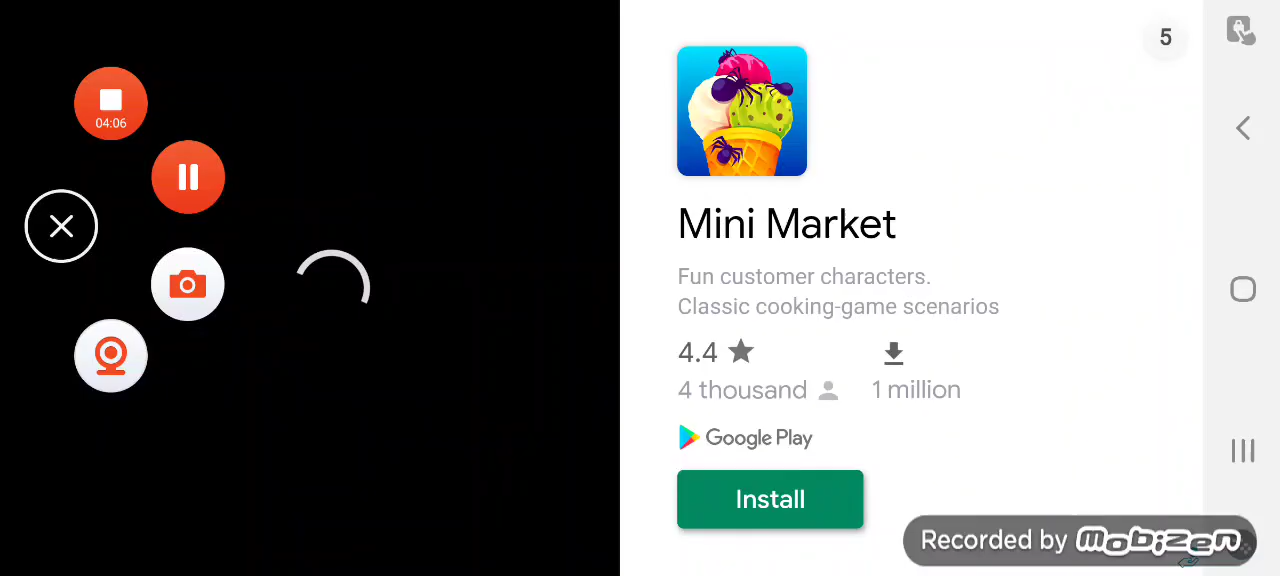 04:06
5
Mini Market
Fun customer characters.
Classic cooking-game scenarios
4.4
4 thousand
1 million
Google Play
Install
Recorded by mobizen